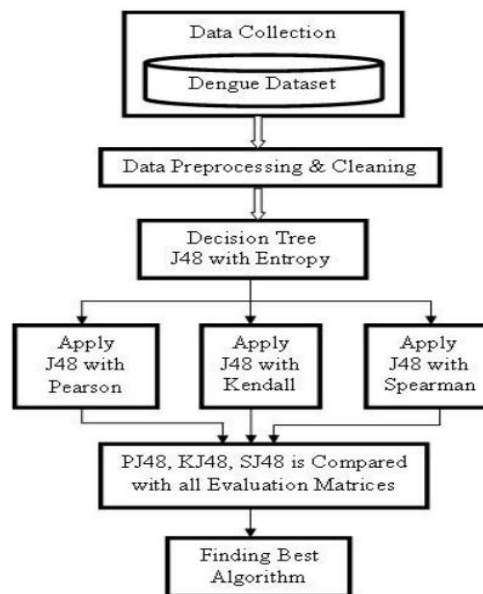 Data Collection
Dengue Dataset
Data Preprocessing & Cleaning
Decision Tree
J48 with Entropy
Apply
J48 with
Pearson
Apply
J48 with
Kendall
Apply
J48 with
Spearman
PJ48, KJ48, SJ48 is Compared
with all Evaluation Matrices
Finding Best
Algorithm